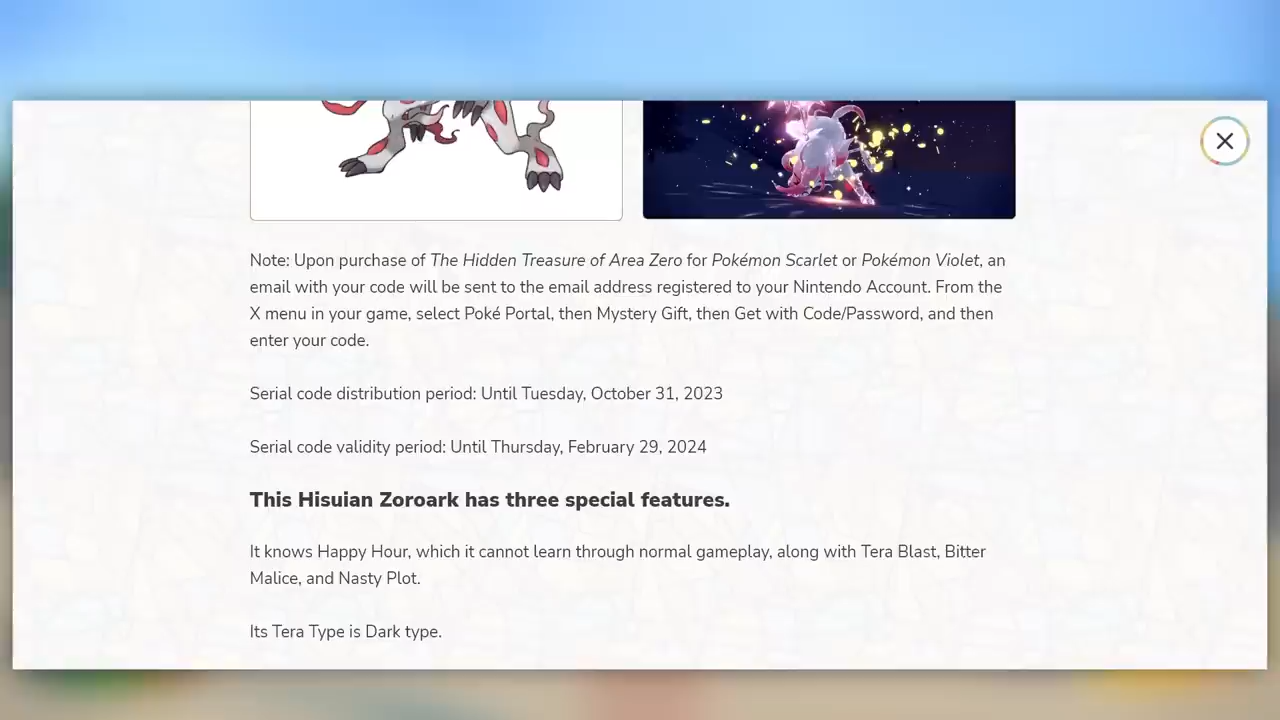 Note: Upon purchase of The Hidden Treasure of Area Zero for Pokémon Scarlet or Pokémon Violet, an
email with your code will be sent to the email address registered to your Nintendo Account. From the
X menu in your game, select Poké Portal, then Mystery Gift, then Get with Code/Password, and then
enter your code.
Serial code distribution period: Until Tuesday, October 31, 2023
Serial code validity period: Until Thursday, February 29, 2024
This Hisuian Zoroark has three special features.
It knows Happy Hour, which it cannot learn through normal gameplay, along with Tera Blast, Bitter
Malice, and Nasty Plot.
Its Tera Type is Dark type.